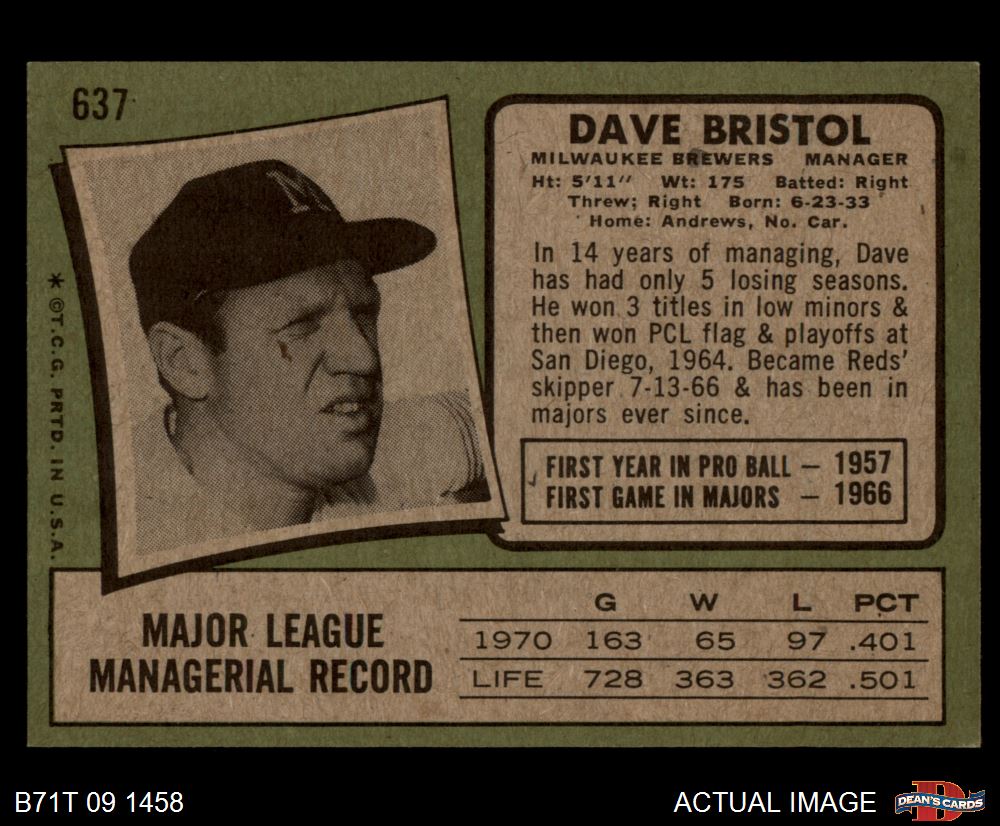 637
M
DAVE BRISTOL
MILWAUKEE BREWERS MANAGER
Ht: 5'11" Wt: 175 Batted: Right
Threw; Right Born: 6-23-33
Home: Andrews, No. Car.
In 14 years of managing, Dave
has had only 5 losing seasons.
He won 3 titles in low minors &
then won PCL flag & playoffs at
San Diego, 1964. Became Reds'
skipper 7-13-66 & has been in
majors ever since.
FIRST YEAR IN PRO BALL — 1957
FIRST GAME IN MAJORS — 1966
* ©T.C.G. PRTD. IN U.S.A.
MAJOR LEAGUE
MANAGERIAL RECORD
G W L PCT
1970 163 65 97 .401
LIFE 728 363 362 .501
B71T 09 1458
ACTUAL IMAGE
DEAN'S CARDS